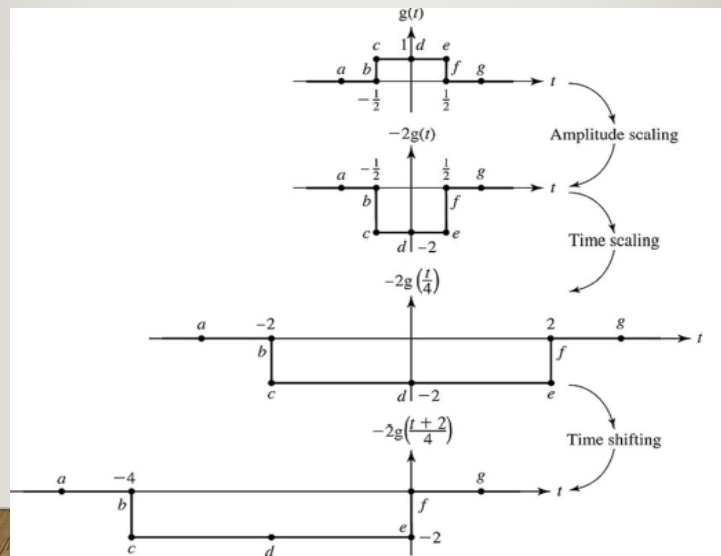 g(t)
c 1 d e
a b f g t
-1/2 1/2
-2g(t)
Amplitude scaling
a -1/2 1/2 g t
b f
c d -2 e
Time scaling
-2g(t/4)
a -2 2 g t
b f
c d -2 e
-2g((t + 2)/4)
Time shifting
a -4 g t
b f
e -2
c d